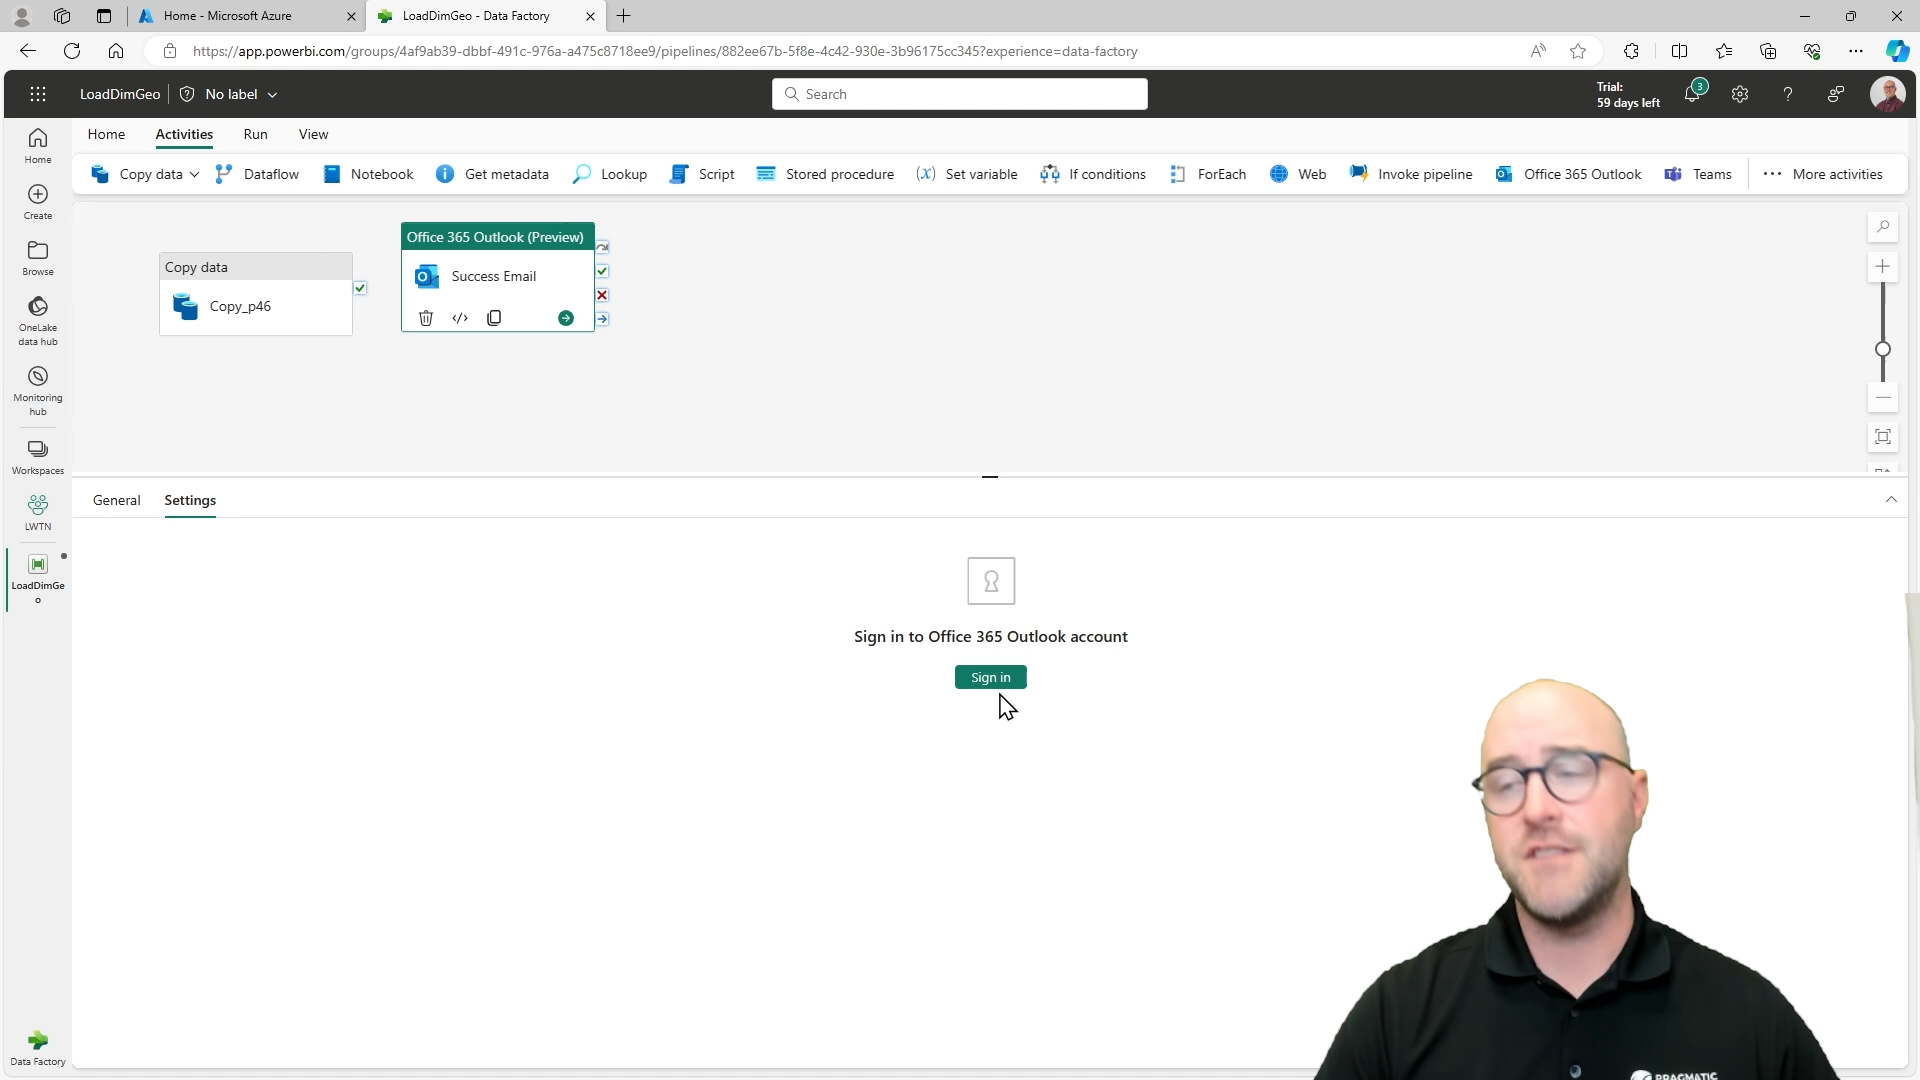 Home - Microsoft Azure
LoadDimGeo - Data Factory
https://app.powerbi.com/groups/4af9ab39-dbbf-491c-976a-a475c8718ee9/pipelines/882ee67b-5f8e-4c42-930e-3b96175cc345?experience=data-factory
LoadDimGeo
No label
Search
Trial:
59 days left
3
Home
Activities
Run
View
Copy data
Dataflow
Notebook
Get metadata
Lookup
Script
Stored procedure
(x) Set variable
If conditions
ForEach
Web
Invoke pipeline
Office 365 Outlook
Teams
More activities
Home
Create
Browse
OneLake
data hub
Monitoring
hub
Workspaces
LWTN
LoadDimGe
o
Data Factory
Copy data
Copy_p46
Office 365 Outlook (Preview)
Success Email
General
Settings
Sign in to Office 365 Outlook account
Sign in
PRAGMATIC